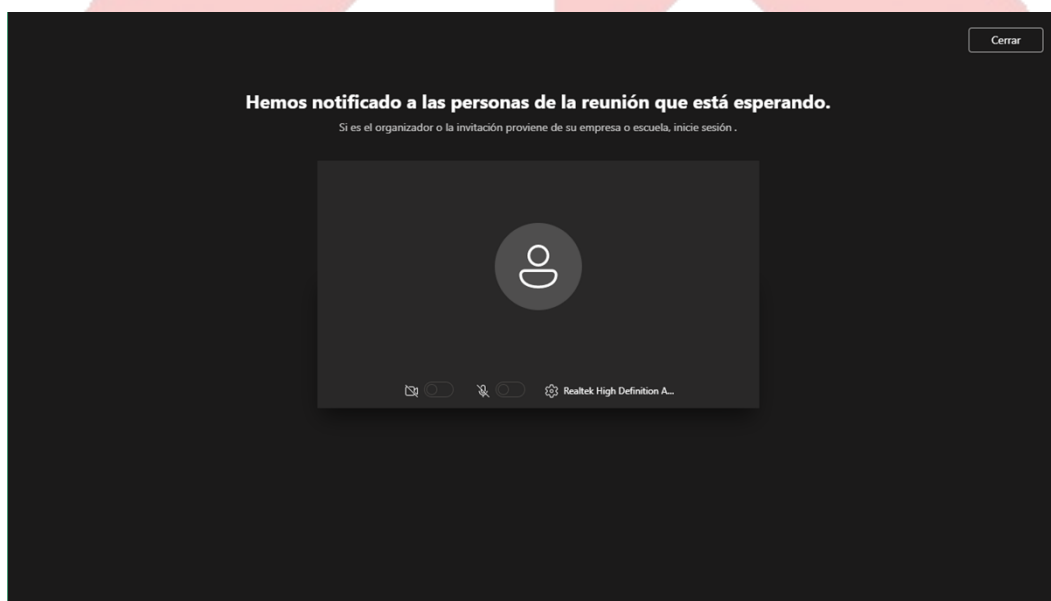 Cerrar
Hemos notificado a las personas de la reunión que está esperando.
Si es el organizador o la invitación proviene de su empresa o escuela, inicie sesión .
Realtek High Definition A...